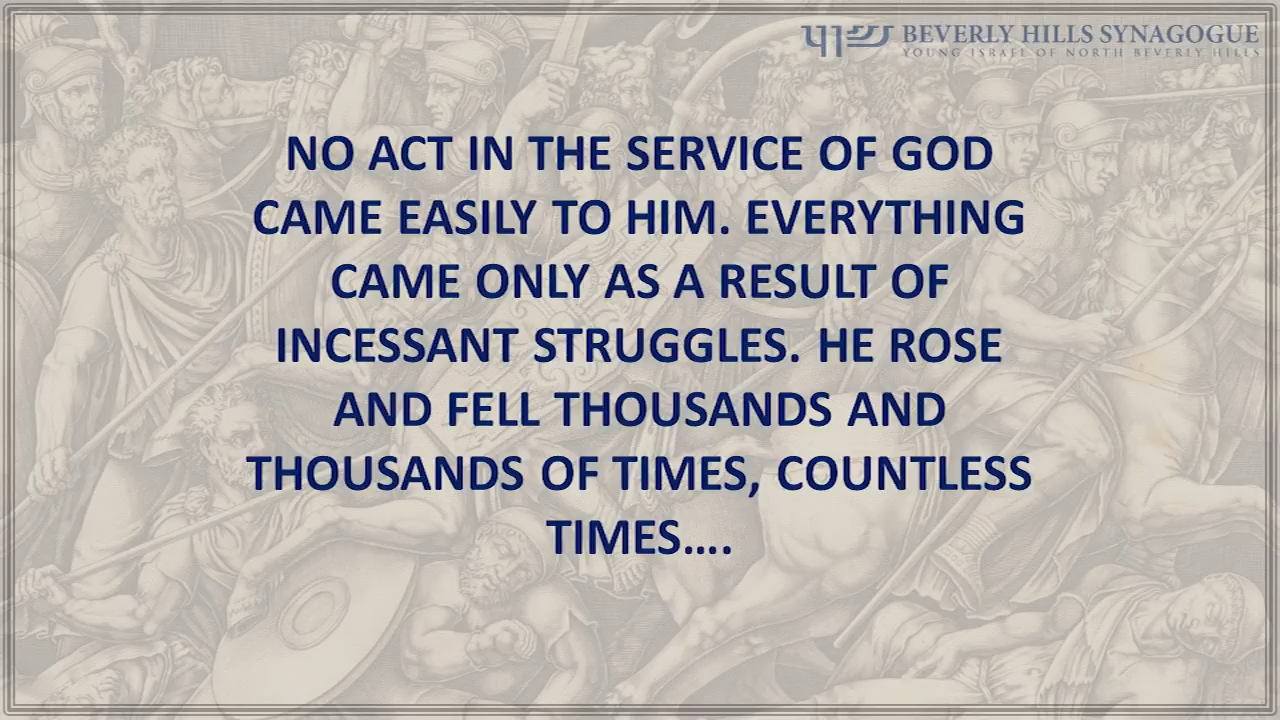 BEVERLY HILLS SYNAGOGUE
YOUNG ISRAEL OF NORTH BEVERLY HILLS
NO ACT IN THE SERVICE OF GOD
CAME EASILY TO HIM. EVERYTHING
CAME ONLY AS A RESULT OF
INCESSANT STRUGGLES. HE ROSE
AND FELL THOUSANDS AND
THOUSANDS OF TIMES, COUNTLESS
TIMES....